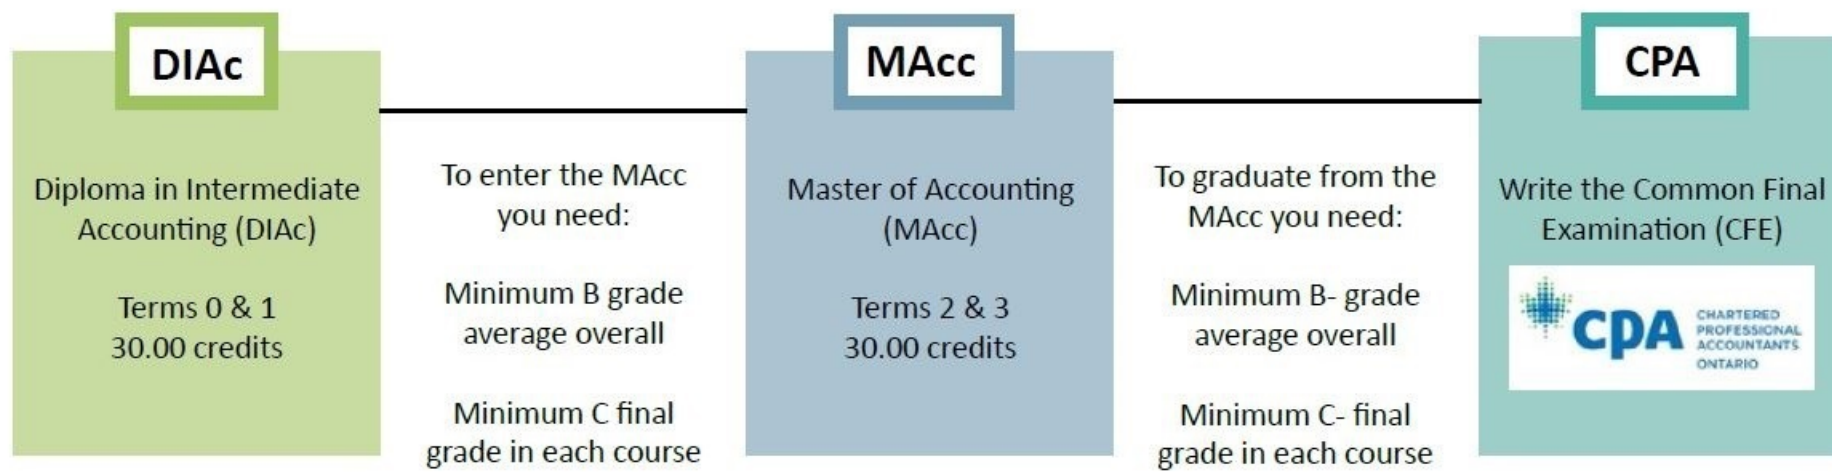 DIAc
Diploma in Intermediate
Accounting (DIAc)
Terms 0 & 1
30.00 credits
To enter the MAcc
you need:
Minimum B grade
average overall
Minimum C final
grade in each course
MAcc
Master of Accounting
(MAcc)
Terms 2 & 3
30.00 credits
To graduate from the
MAcc you need:
Minimum B- grade
average overall
Minimum C- final
grade in each course
CPA
Write the Common Final
Examination (CFE)
CPA
CHARTERED
PROFESSIONAL
ACCOUNTANTS
ONTARIO